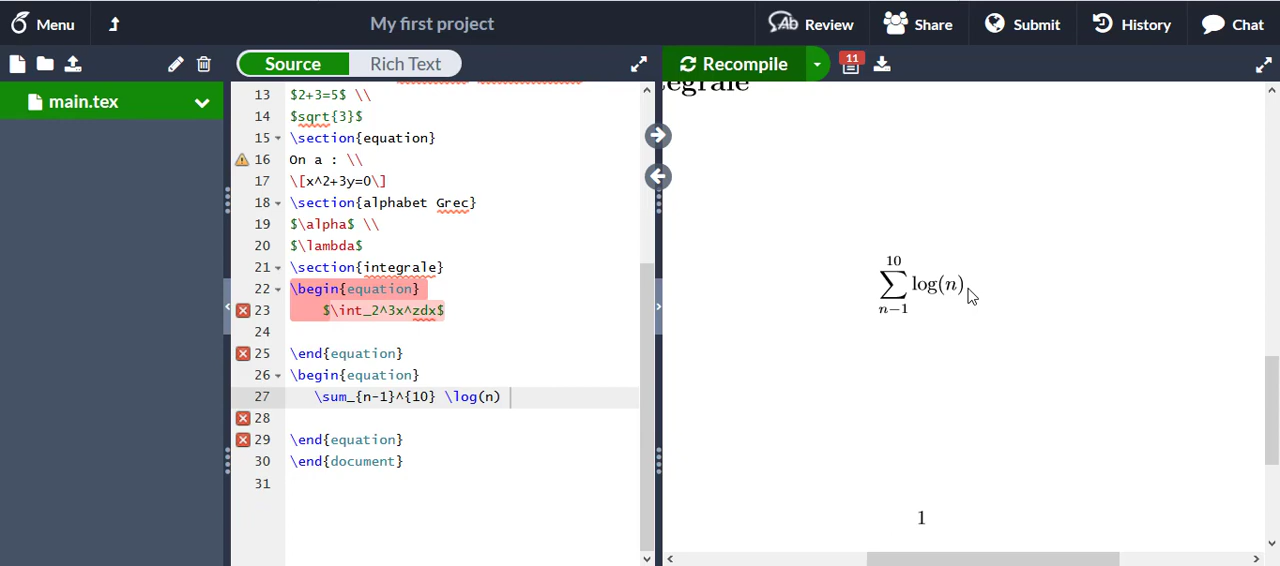 Menu
My first project
Review
Share
Submit
History
Chat
Source
Rich Text
Recompile
11
main.tex
13 $2+3=5$ \\
14 $sqrt{3}$
15 \section{equation}
16 On a : \\
17 \[x^2+3y=0\]
18 \section{alphabet Grec}
19 $\alpha$ \\
20 $\lambda$
21 \section{integrale}
22 \begin{equation}
23 $\int_2^3x^zdx$
24
25 \end{equation}
26 \begin{equation}
27 \sum_{n-1}^{10} \log(n)
28
29 \end{equation}
30 \end{document}
31
egrale
10
∑ log(n)
n−1
1